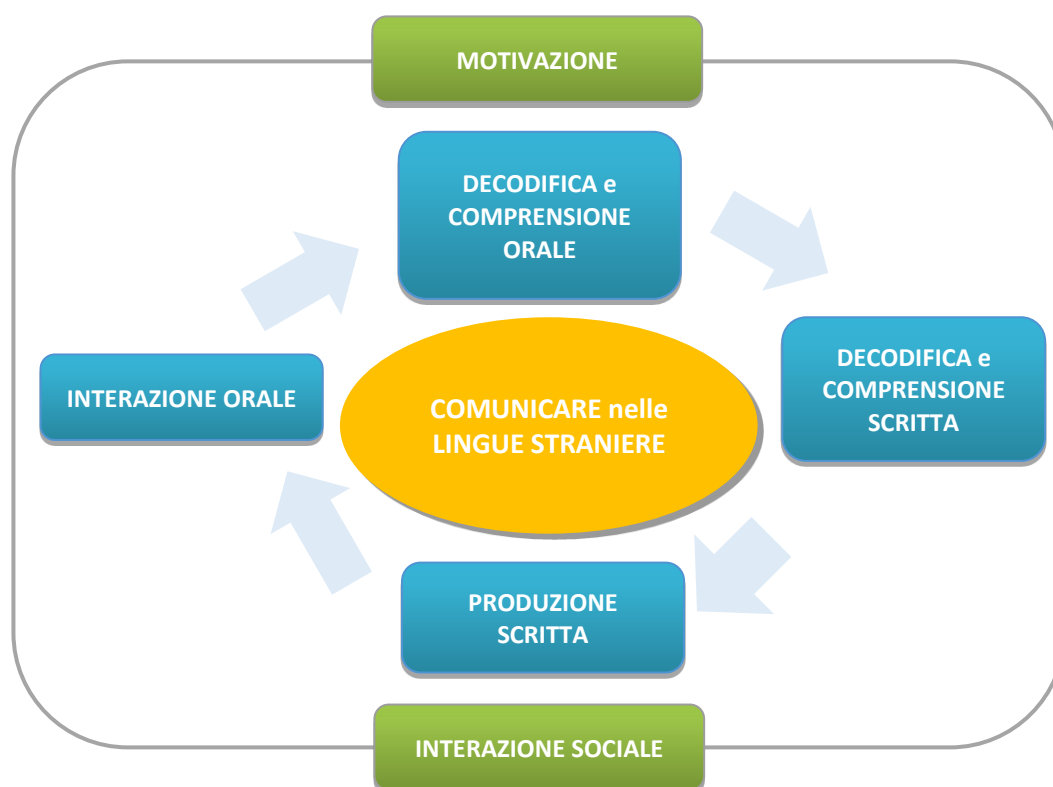 MOTIVAZIONE
DECODIFICA e
COMPRENSIONE
ORALE
DECODIFICA e
COMPRENSIONE
SCRITTA
INTERAZIONE ORALE
COMUNICARE nelle
LINGUE STRANIERE
PRODUZIONE
SCRITTA
INTERAZIONE SOCIALE